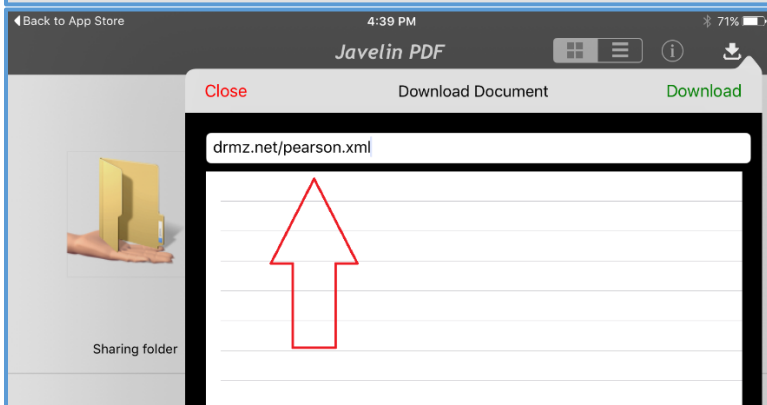 Back to App Store 4:39 PM 71%
Javelin PDF
Close Download Document Download
drmz.net/pearson.xml
Sharing folder